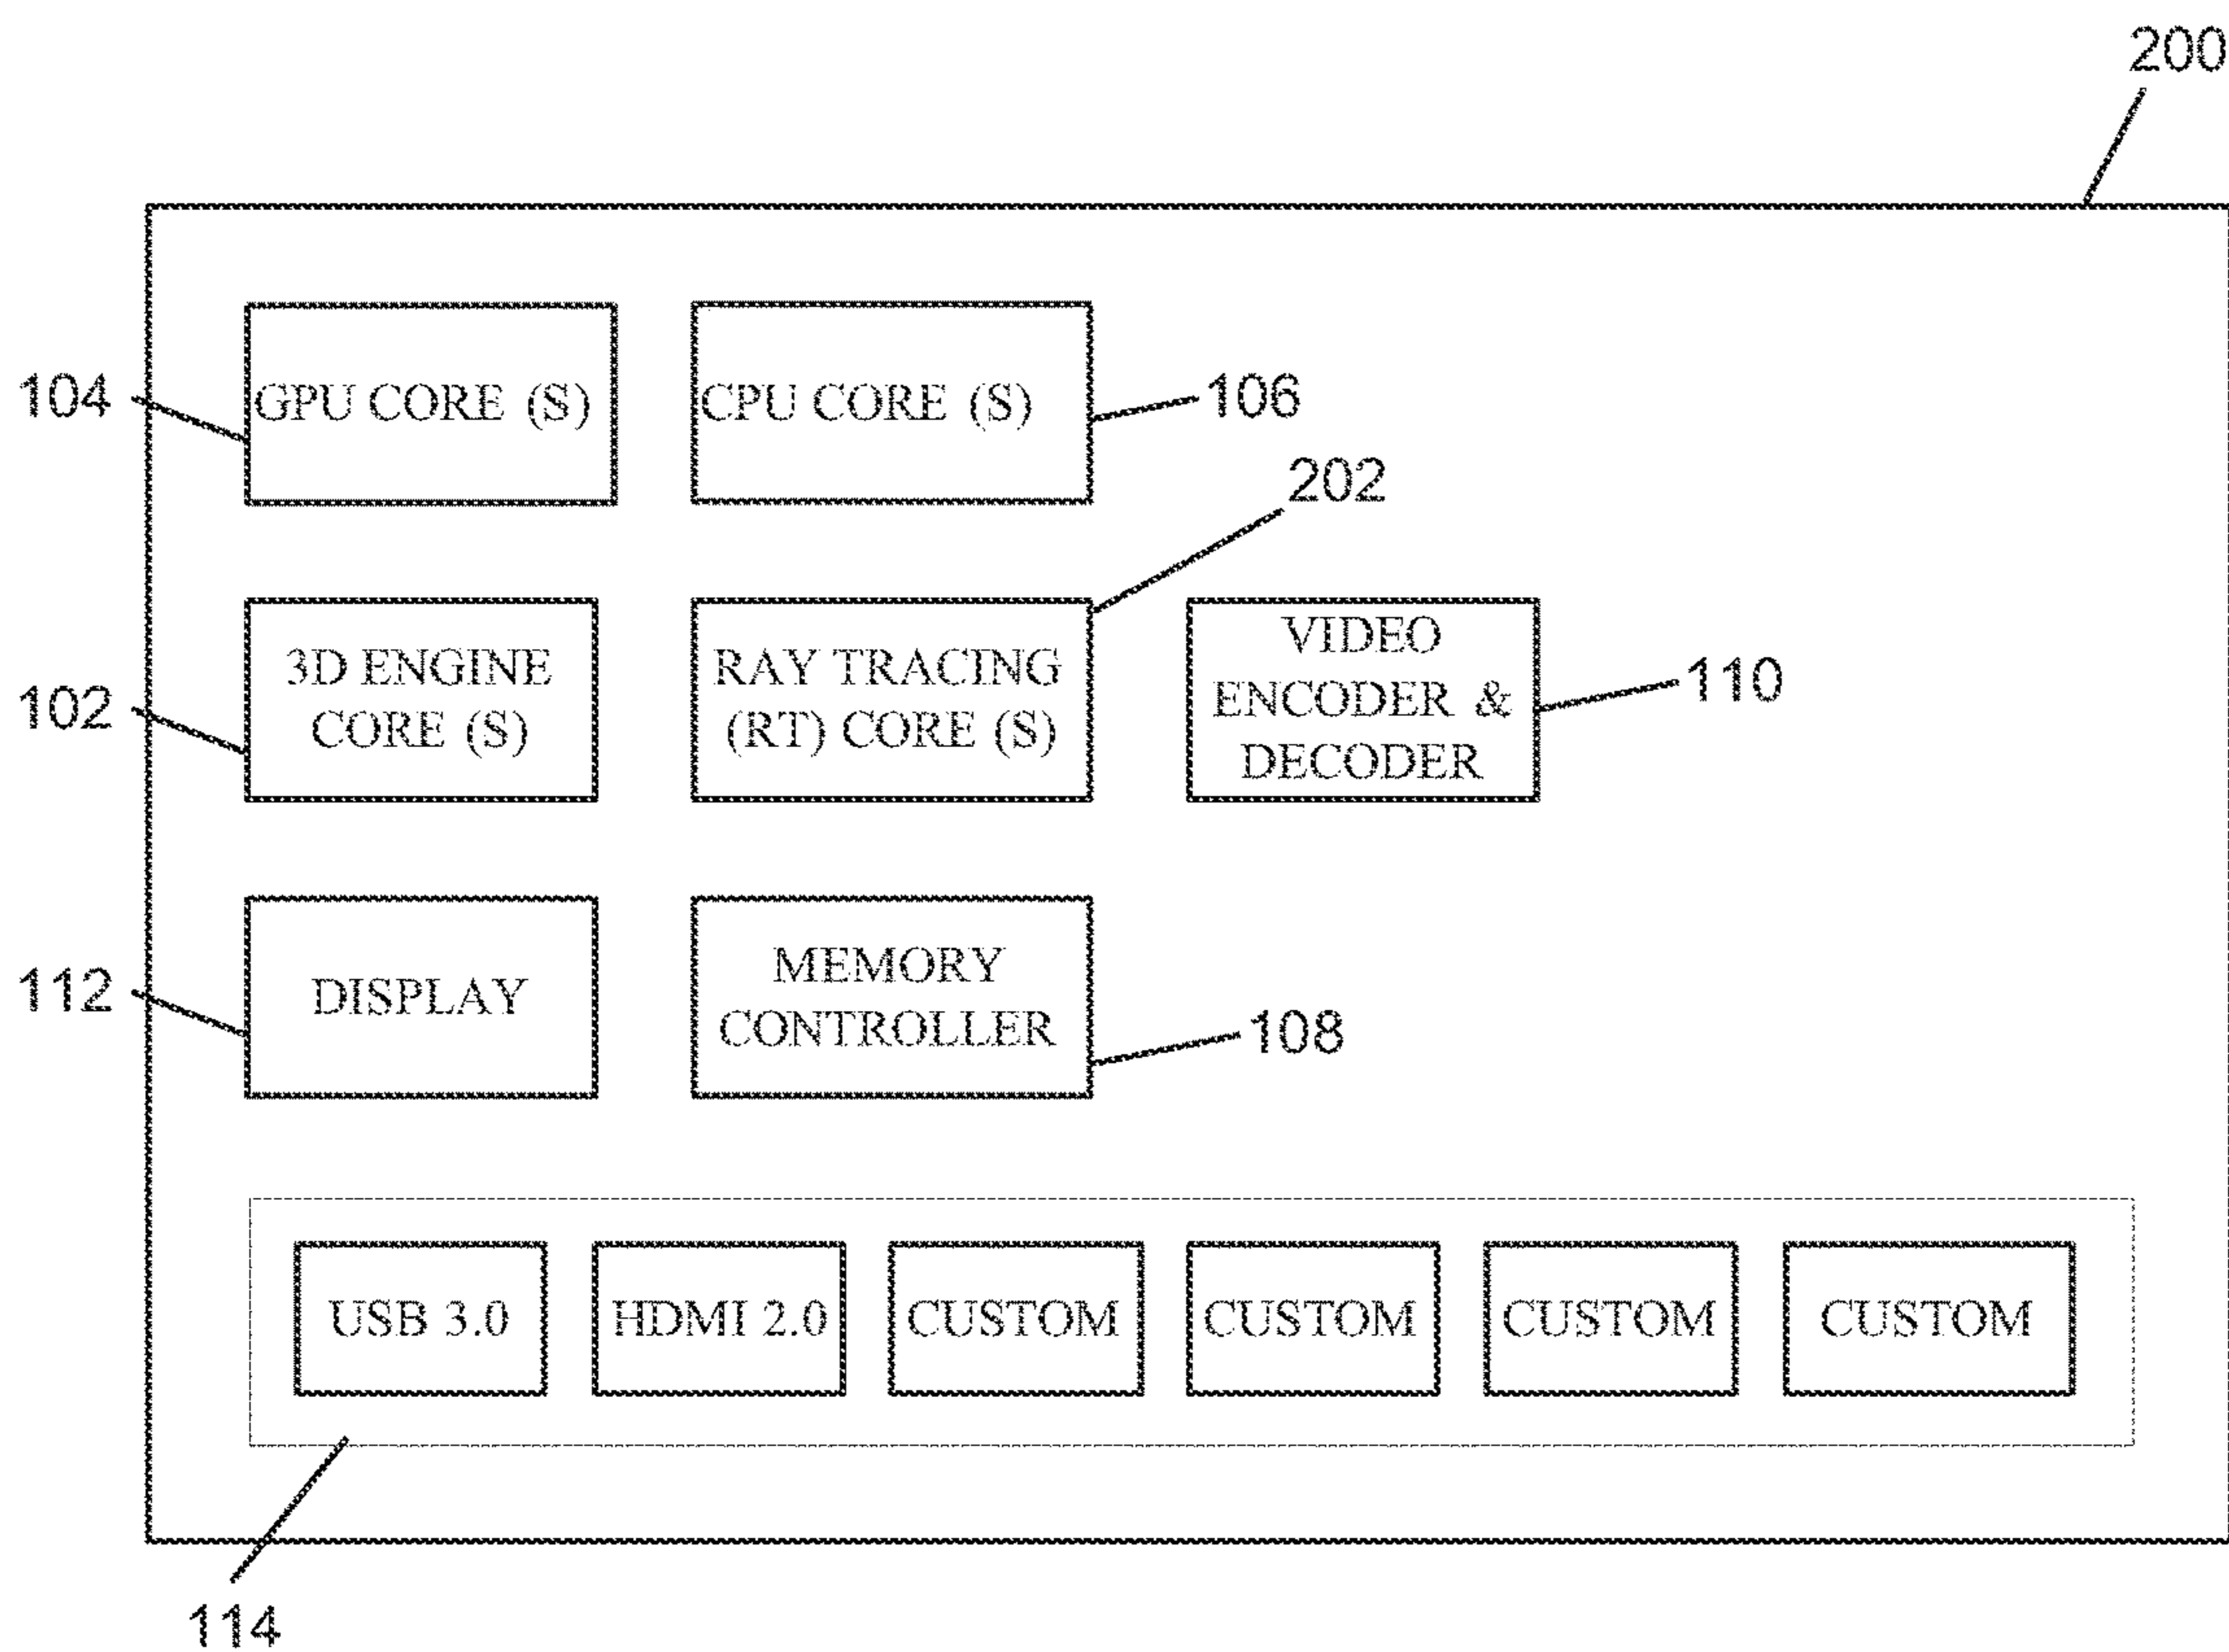 200
104
GPU CORE (S)
CPU CORE (S)
106
202
102
3D ENGINE
CORE (S)
RAY TRACING
(RT) CORE (S)
VIDEO
ENCODER &
DECODER
110
112
DISPLAY
MEMORY
CONTROLLER
108
USB 3.0
HDMI 2.0
CUSTOM
CUSTOM
CUSTOM
CUSTOM
114